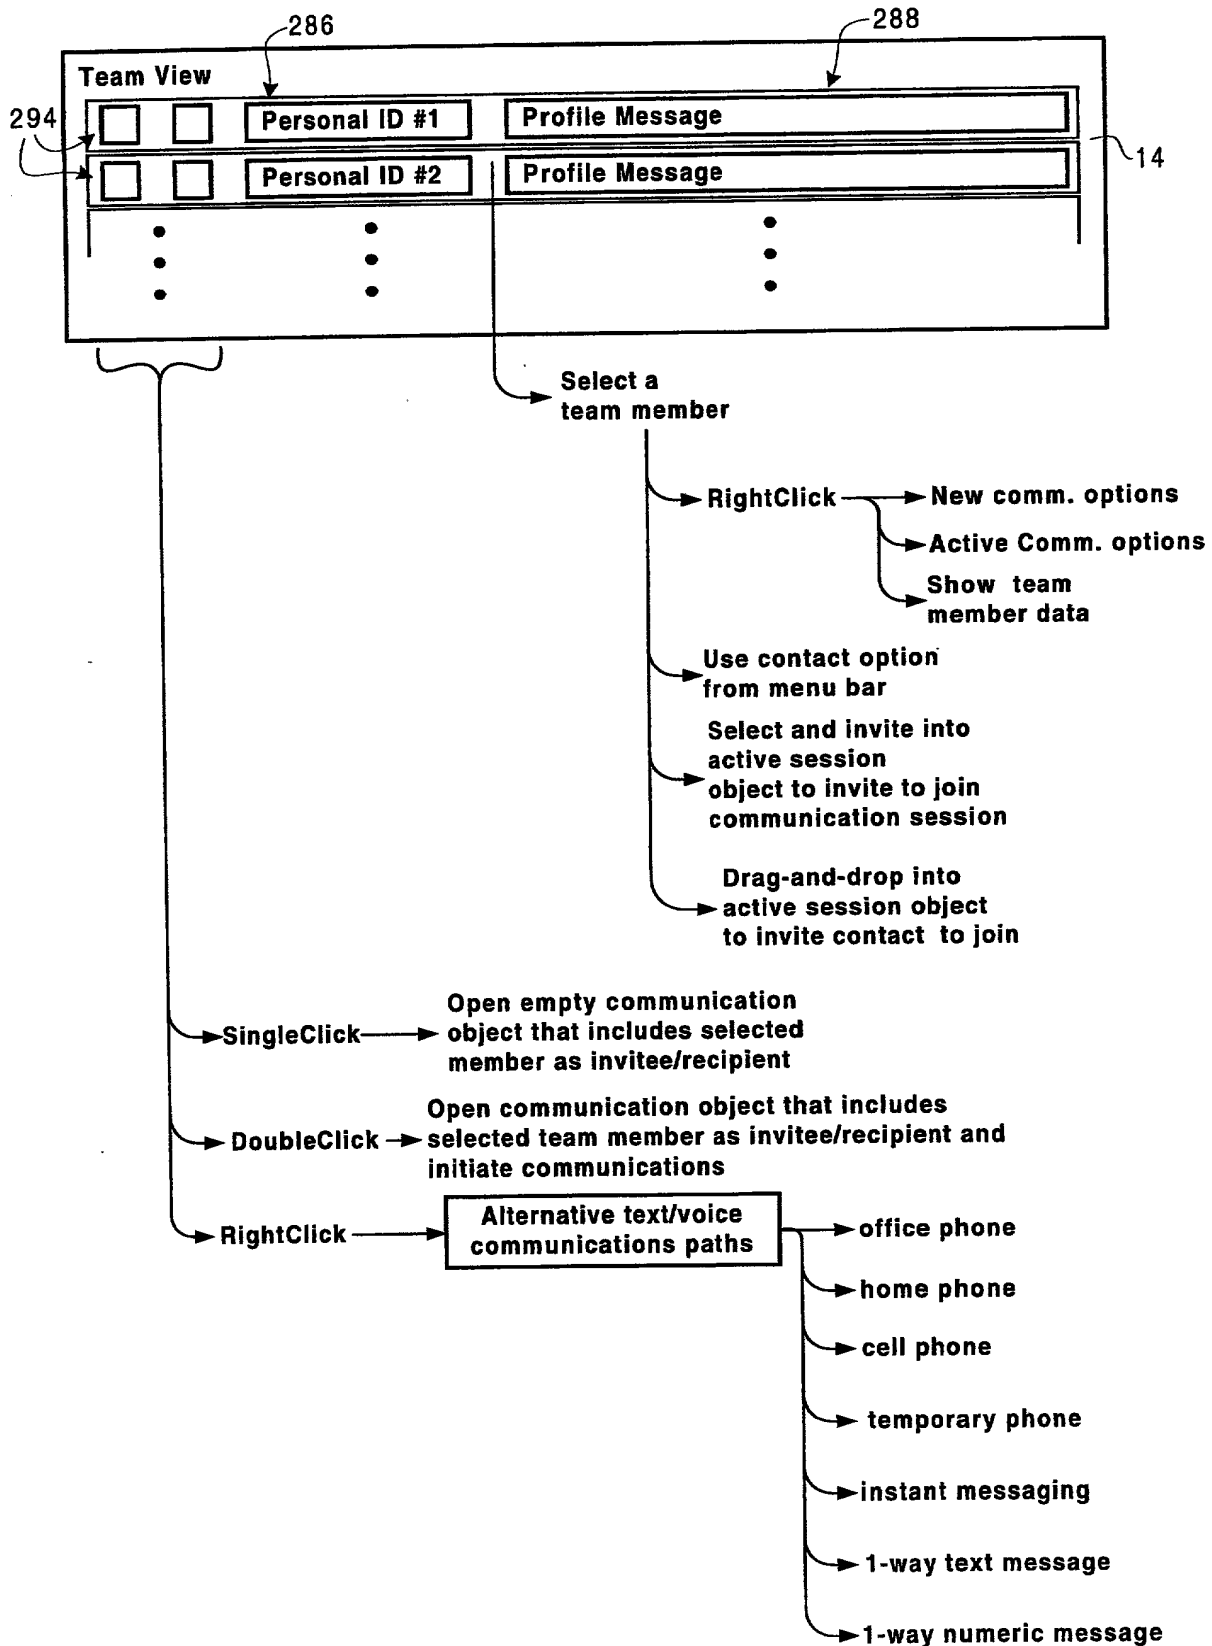 286
288
Team View
294
Personal ID #1
Profile Message
14
Personal ID #2
Profile Message
Select a
team member
RightClick
New comm. options
Active Comm. options
Show team
member data
Use contact option
from menu bar
Select and invite into
active session
object to invite to join
communication session
Drag-and-drop into
active session object
to invite contact to join
SingleClick
Open empty communication
object that includes selected
member as invitee/recipient
DoubleClick
Open communication object that includes
selected team member as invitee/recipient and
initiate communications
RightClick
Alternative text/voice
communications paths
office phone
home phone
cell phone
temporary phone
instant messaging
1-way text message
1-way numeric message